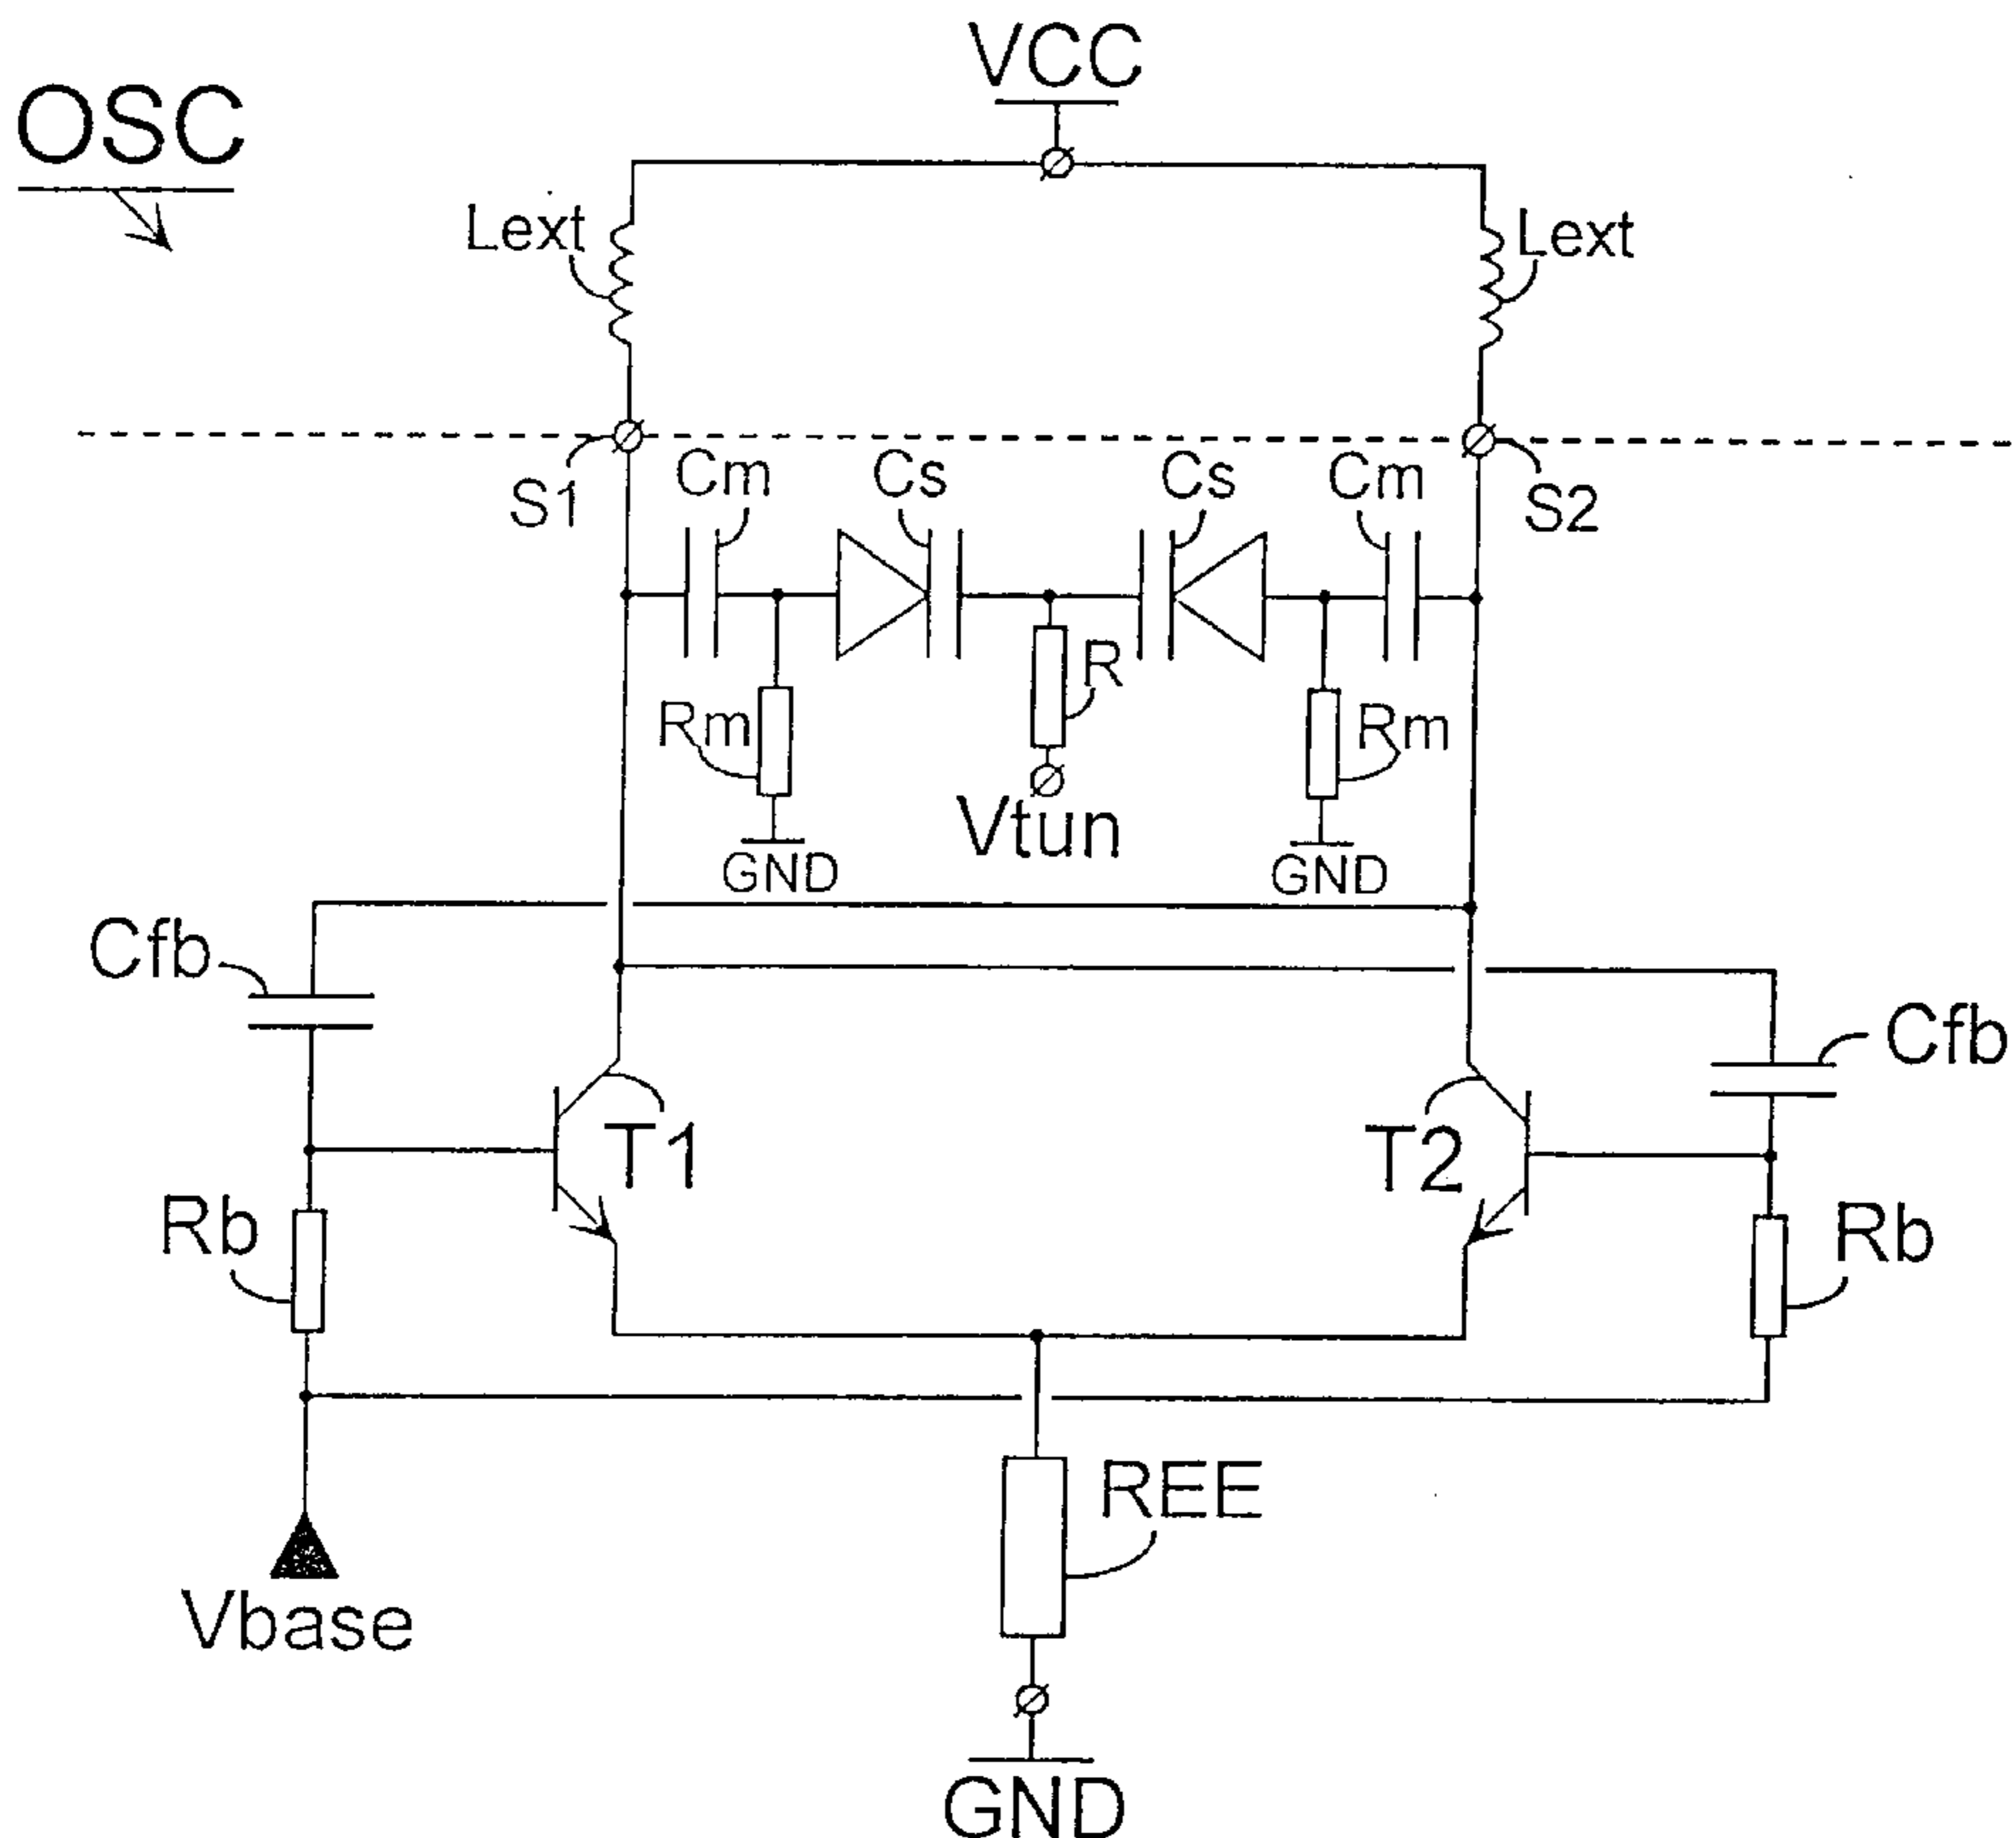 VCC
OSC
Lext
Lext
S1
Cm
Cs
Cs
Cm
S2
Rm
R
Rm
Vtun
GND
GND
Cfb
Cfb
T1
T2
Rb
Rb
REE
Vbase
GND